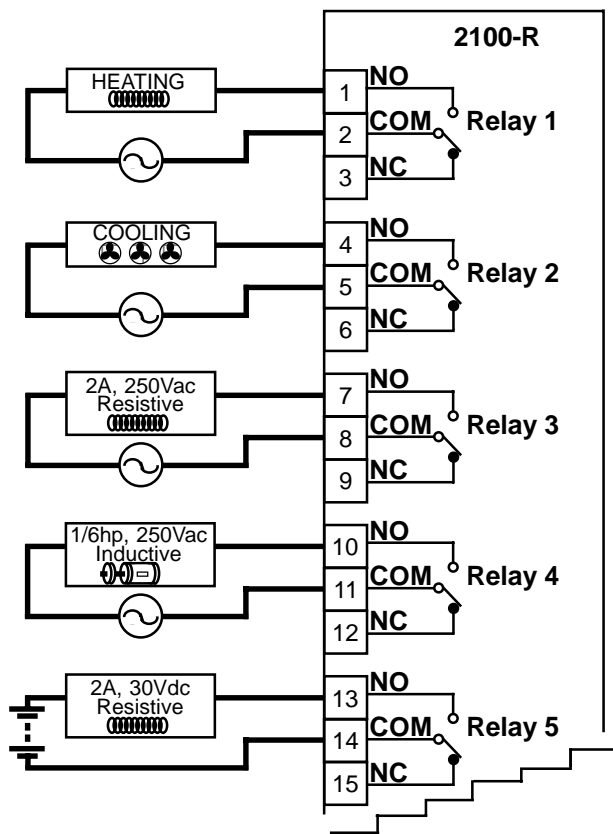 2100-R
HEATING
1 NO
2 COM Relay 1
3 NC
COOLING
4 NO
5 COM Relay 2
6 NC
2A, 250Vac
Resistive
7 NO
8 COM Relay 3
9 NC
1/6hp, 250Vac
Inductive
10 NO
11 COM Relay 4
12 NC
2A, 30Vdc
Resistive
13 NO
14 COM Relay 5
15 NC